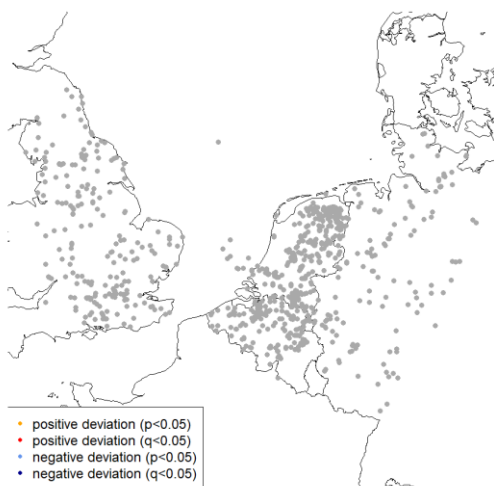 positive deviation (p<0.05)
positive deviation (q<0.05)
negative deviation (p<0.05)
negative deviation (q<0.05)